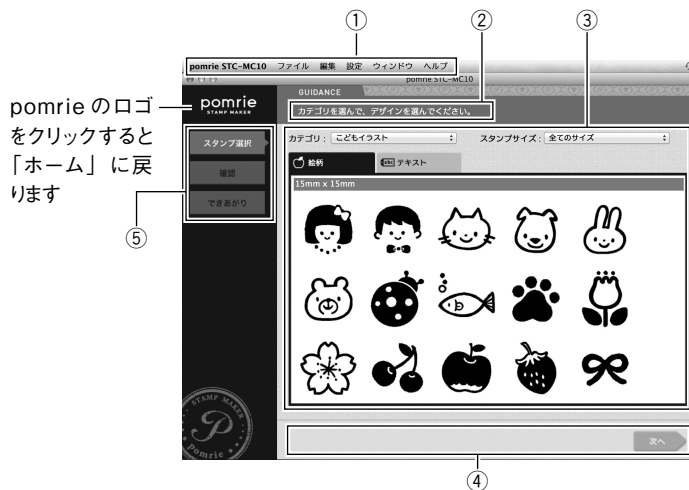 ① ② ③
pomrie STC-MC10 ファイル 編集 設定 ウィンドウ ヘルプ
pomrie STC-MC10
GUIDANCE
pomrie
STAMP MAKER
カテゴリを選んで、デザインを選んでください。
pomrie のロゴ
をクリックすると
「ホーム」に戻
ります
スタンプ選択
確認
できあがり
⑤
カテゴリ： こどもイラスト スタンプサイズ： 全てのサイズ
絵柄 abc テキスト
15mm x 15mm
STAMP MAKER
P
pomrie
次へ
④